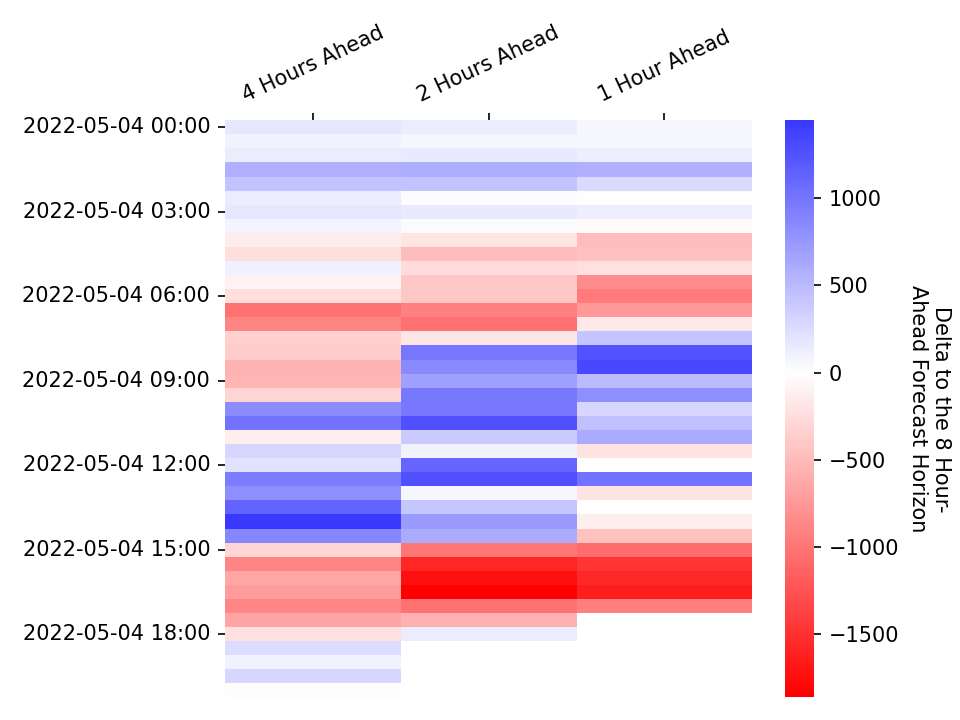 4 Hours Ahead
2 Hours Ahead
1 Hour Ahead
2022-05-04 00:00
2022-05-04 03:00
2022-05-04 06:00
2022-05-04 09:00
2022-05-04 12:00
2022-05-04 15:00
2022-05-04 18:00
1000
500
0
−500
−1000
−1500
Delta to the 8 Hour-
Ahead Forecast Horizon